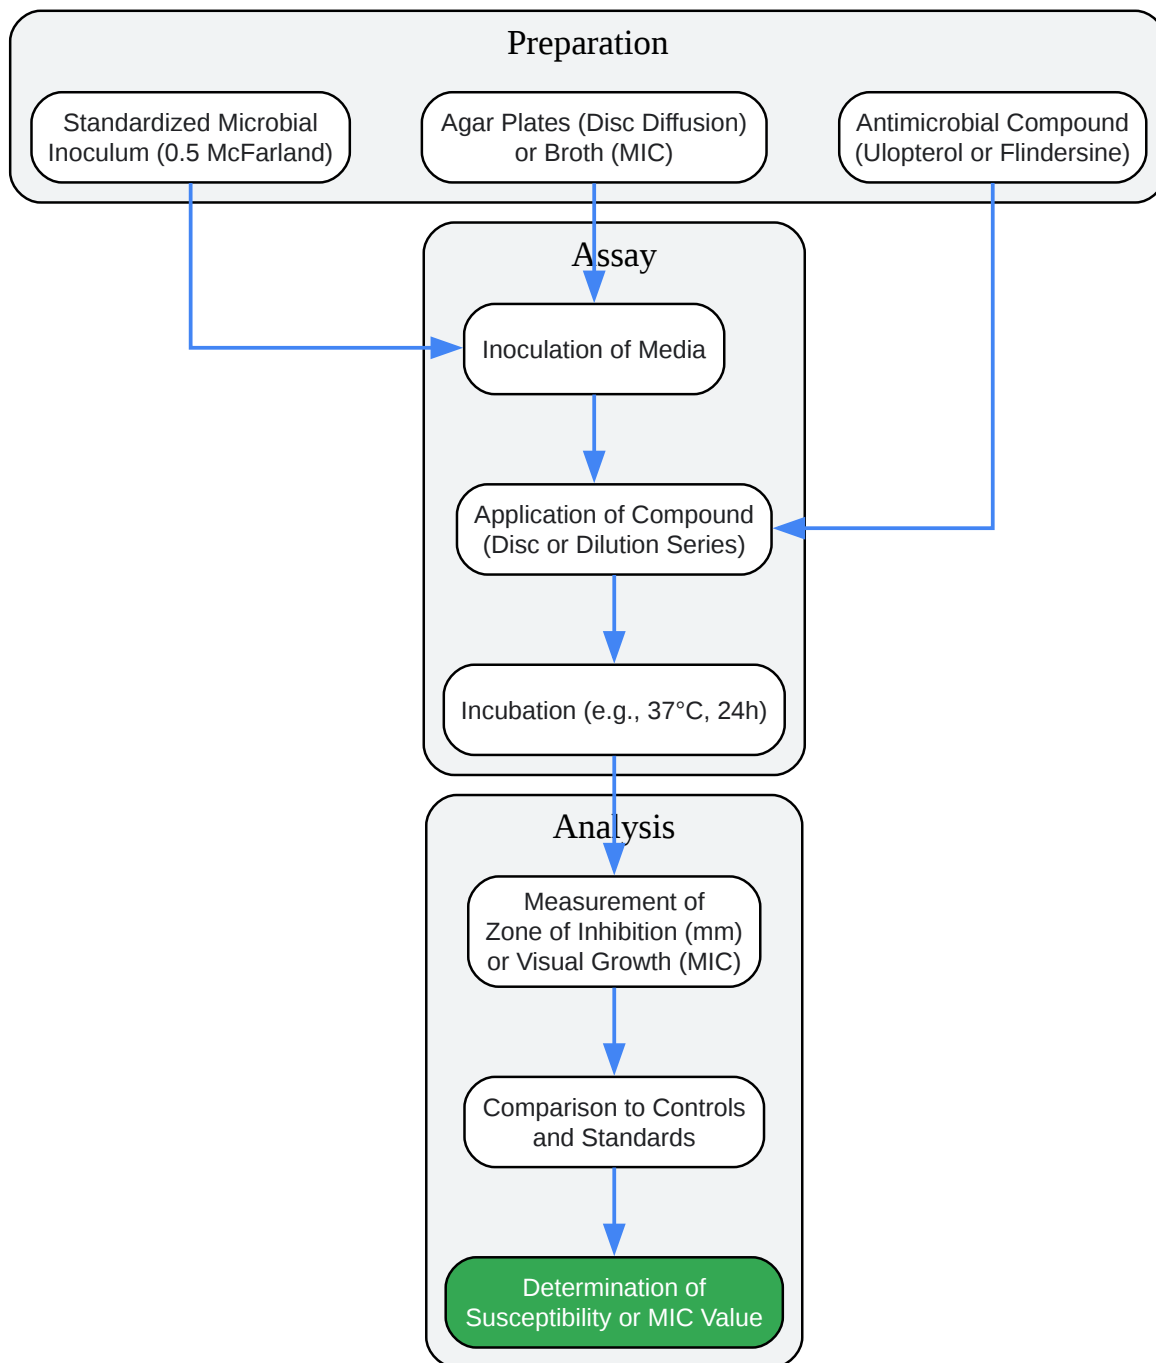 Preparation
Standardized Microbial
Inoculum (0.5 McFarland)
Agar Plates (Disc Diffusion)
or Broth (MIC)
Antimicrobial Compound
(Ulopterol or Flindersine)
Assay
Inoculation of Media
Application of Compound
(Disc or Dilution Series)
Incubation (e.g., 37°C, 24h)
Analysis
Measurement of
Zone of Inhibition (mm)
or Visual Growth (MIC)
Comparison to Controls
and Standards
Determination of
Susceptibility or MIC Value